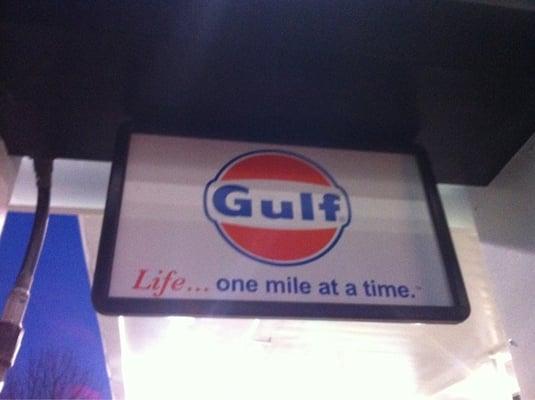 Gulf
Life... one mile at a time.™